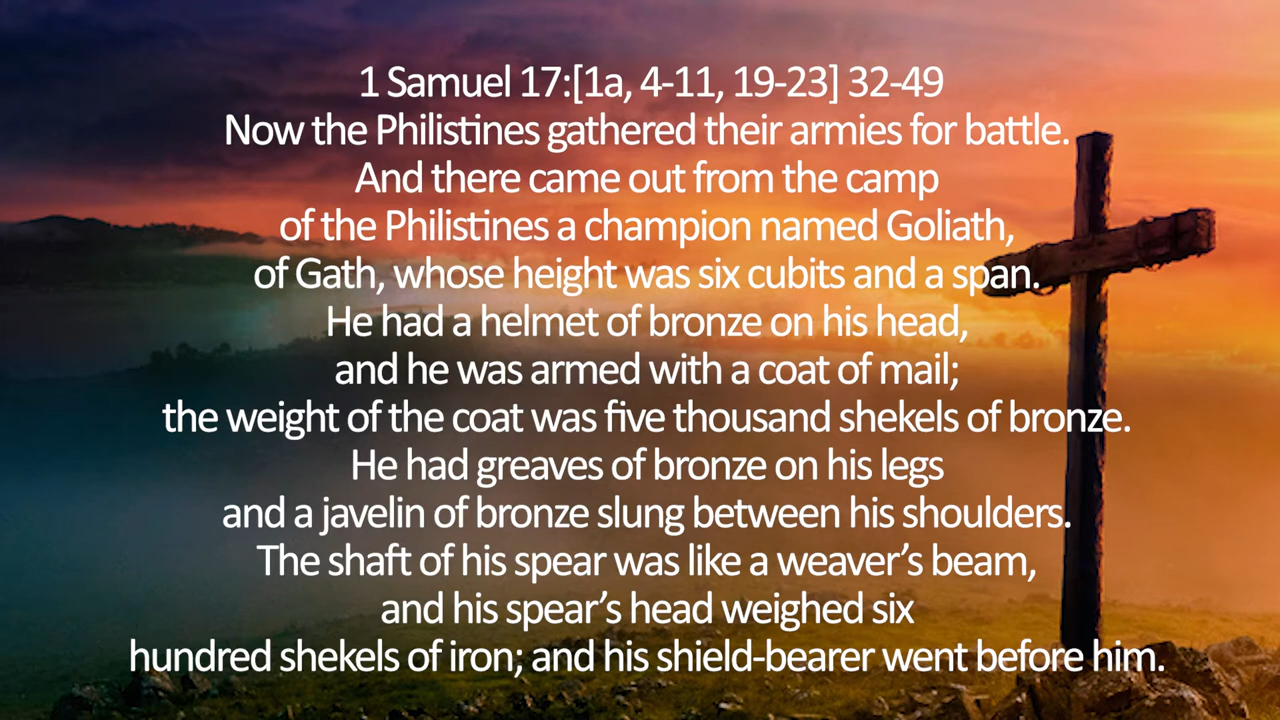 1 Samuel 17:[1a, 4-11, 19-23] 32-49
Now the Philistines gathered their armies for battle.
And there came out from the camp
of the Philistines a champion named Goliath,
of Gath, whose height was six cubits and a span.
He had a helmet of bronze on his head,
and he was armed with a coat of mail;
the weight of the coat was five thousand shekels of bronze.
He had greaves of bronze on his legs
and a javelin of bronze slung between his shoulders.
The shaft of his spear was like a weaver’s beam,
and his spear’s head weighed six
hundred shekels of iron; and his shield-bearer went before him.